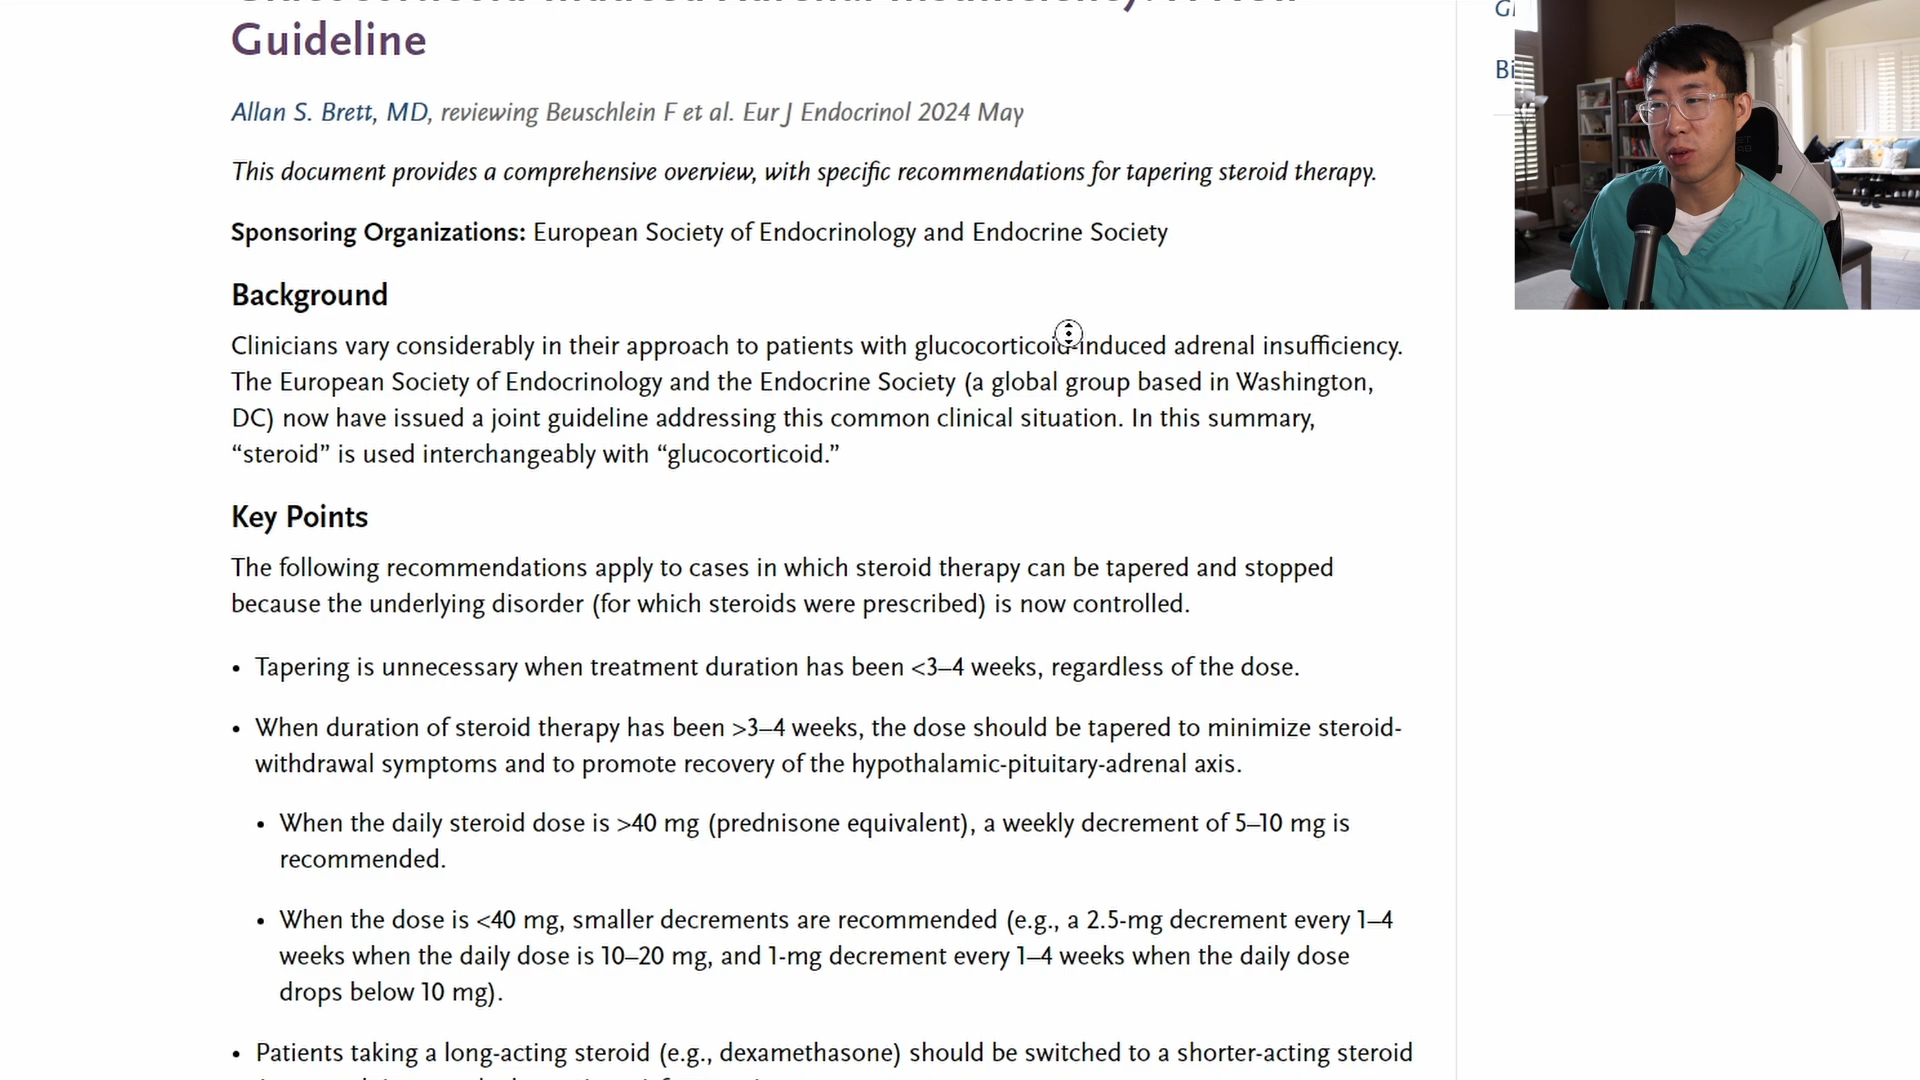 Guideline
Allan S. Brett, MD, reviewing Beuschlein F et al. Eur J Endocrinol 2024 May
This document provides a comprehensive overview, with specific recommendations for tapering steroid therapy.
Sponsoring Organizations: European Society of Endocrinology and Endocrine Society
Background
Clinicians vary considerably in their approach to patients with glucocorticoid-induced adrenal insufficiency.
The European Society of Endocrinology and the Endocrine Society (a global group based in Washington,
DC) now have issued a joint guideline addressing this common clinical situation. In this summary,
“steroid” is used interchangeably with “glucocorticoid.”
Key Points
The following recommendations apply to cases in which steroid therapy can be tapered and stopped
because the underlying disorder (for which steroids were prescribed) is now controlled.
• Tapering is unnecessary when treatment duration has been <3–4 weeks, regardless of the dose.
• When duration of steroid therapy has been >3–4 weeks, the dose should be tapered to minimize steroid-
withdrawal symptoms and to promote recovery of the hypothalamic-pituitary-adrenal axis.
• When the daily steroid dose is >40 mg (prednisone equivalent), a weekly decrement of 5–10 mg is
recommended.
• When the dose is <40 mg, smaller decrements are recommended (e.g., a 2.5-mg decrement every 1–4
weeks when the daily dose is 10–20 mg, and 1-mg decrement every 1–4 weeks when the daily dose
drops below 10 mg).
• Patients taking a long-acting steroid (e.g., dexamethasone) should be switched to a shorter-acting steroid